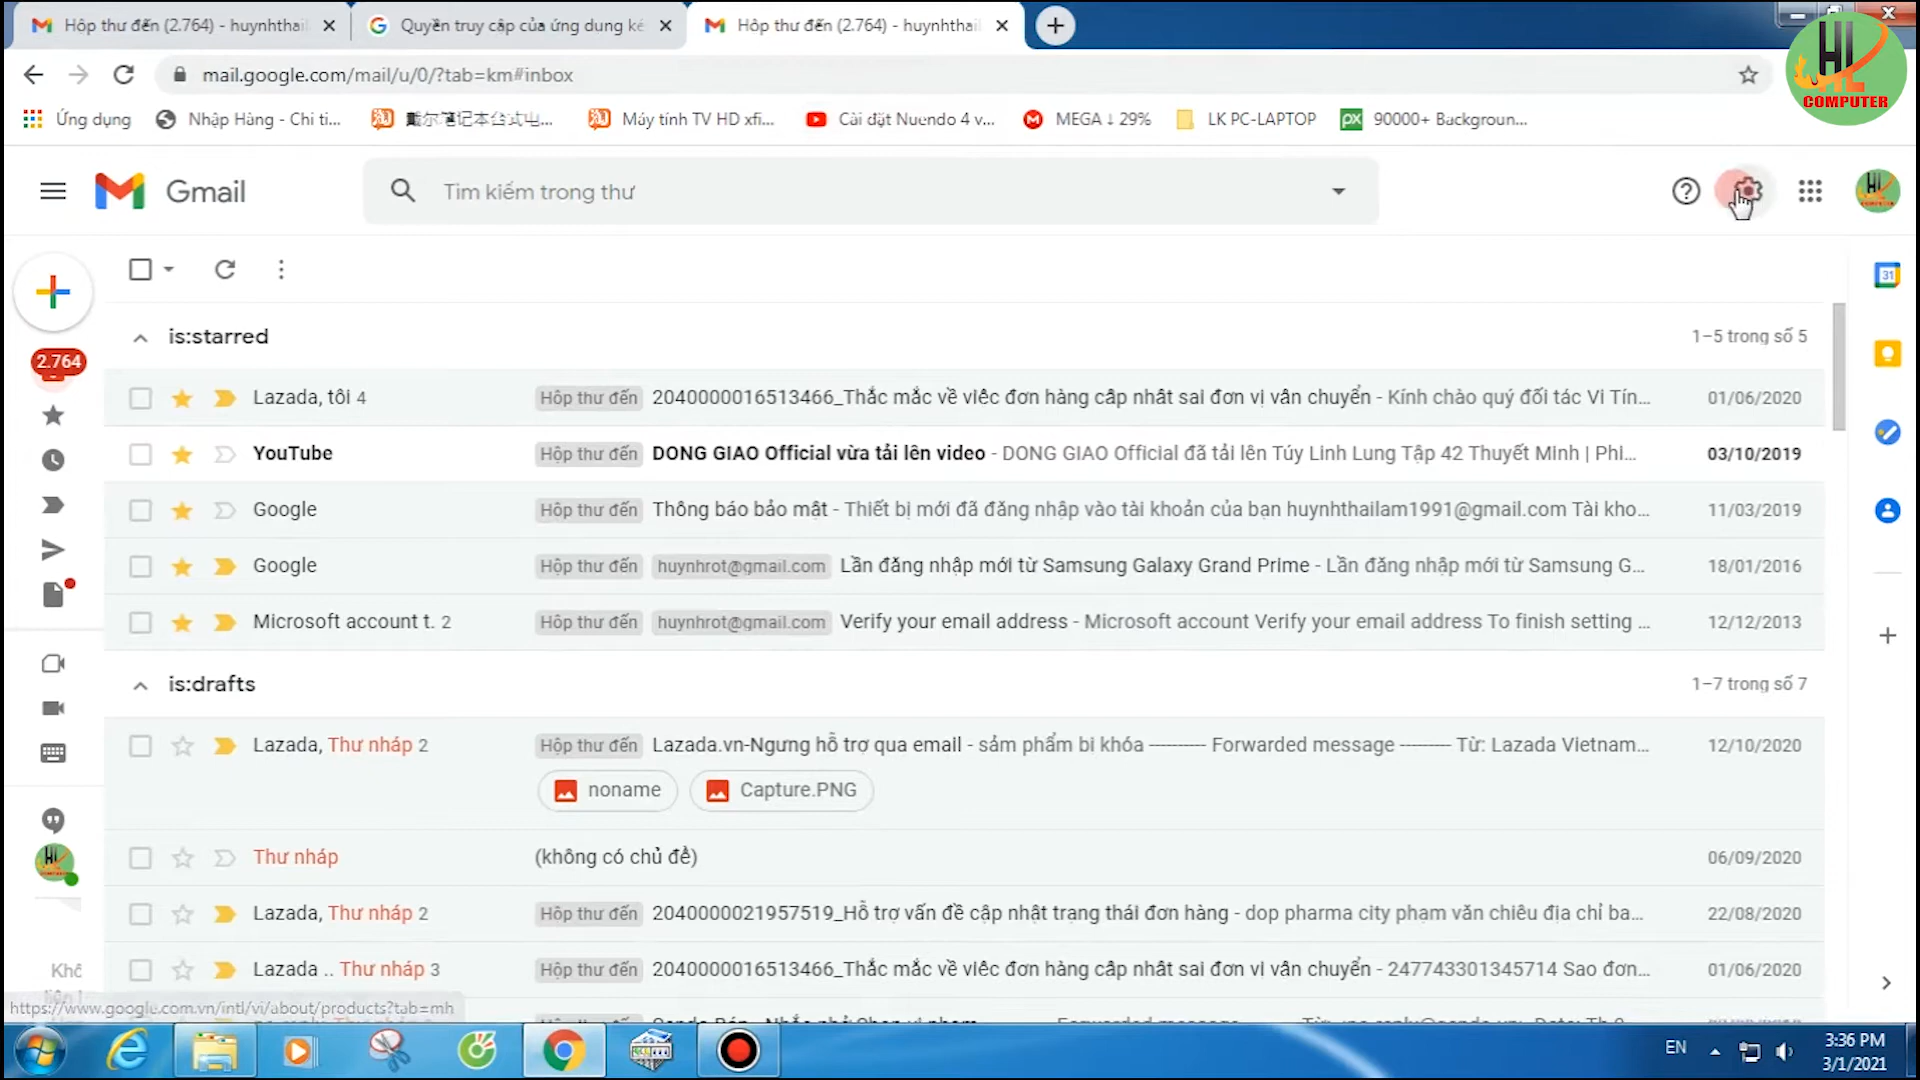 Hộp thư đến (2.764) - huynhthail
Quyền truy cập của ứng dụng ké
Hộp thư đến (2.764) - huynhthail
mail.google.com/mail/u/0/?tab=km#inbox
HL
COMPUTER
Ứng dụng
Nhập Hàng - Chi ti...
戴尔笔记本台式电...
Máy tính TV HD xfi...
Cài đặt Nuendo 4 v...
MEGA ↓ 29%
LK PC-LAPTOP
90000+ Backgroun...
Gmail
Tìm kiếm trong thư
2.764
is:starred
1–5 trong số 5
Lazada, tôi 4 Hộp thư đến 2040000016513466_Thắc mắc về việc đơn hàng cập nhật sai đơn vị vận chuyển - Kính chào quý đối tác Vi Tín... 01/06/2020
YouTube Hộp thư đến DONG GIAO Official vừa tải lên video - DONG GIAO Official đã tải lên Túy Linh Lung Tập 42 Thuyết Minh | Phi... 03/10/2019
Google Hộp thư đến Thông báo bảo mật - Thiết bị mới đã đăng nhập vào tài khoản của bạn huynhthailam1991@gmail.com Tài kho... 11/03/2019
Google Hộp thư đến huynhrot@gmail.com Lần đăng nhập mới từ Samsung Galaxy Grand Prime - Lần đăng nhập mới từ Samsung G... 18/01/2016
Microsoft account t. 2 Hộp thư đến huynhrot@gmail.com Verify your email address - Microsoft account Verify your email address To finish setting ... 12/12/2013
is:drafts
1–7 trong số 7
Lazada, Thư nháp 2 Hộp thư đến Lazada.vn-Ngưng hỗ trợ qua email - sảm phẩm bi khóa ---------- Forwarded message --------- Từ: Lazada Vietnam... 12/10/2020
noname
Capture.PNG
Thư nháp (không có chủ đề) 06/09/2020
Lazada, Thư nháp 2 Hộp thư đến 2040000021957519_Hỗ trợ vấn đề cập nhật trạng thái đơn hàng - dop pharma city phạm văn chiêu địa chỉ ba... 22/08/2020
Lazada .. Thư nháp 3 Hộp thư đến 2040000016513466_Thắc mắc về việc đơn hàng cập nhật sai đơn vị vận chuyển - 247743301345714 Sao đơn... 01/06/2020
Khô
https://www.google.com.vn/intl/vi/about/products?tab=mh
EN
3:36 PM
3/1/2021